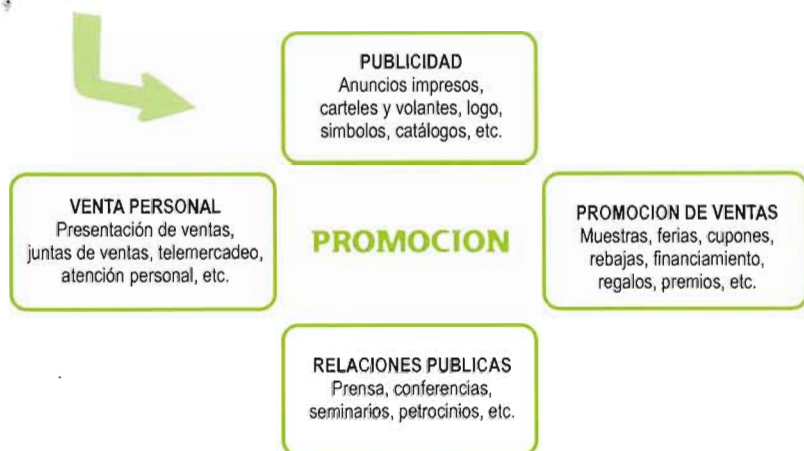 PUBLICIDAD
Anuncios impresos,
carteles y volantes, logo,
simbolos, catálogos, etc.
VENTA PERSONAL
Presentación de ventas,
juntas de ventas, telemercadeo,
atención personal, etc.
PROMOCION
PROMOCION DE VENTAS
Muestras, ferias, cupones,
rebajas, financiamiento,
regalos, premios, etc.
RELACIONES PUBLICAS
Prensa, conferencias,
seminarios, petrocinios, etc.